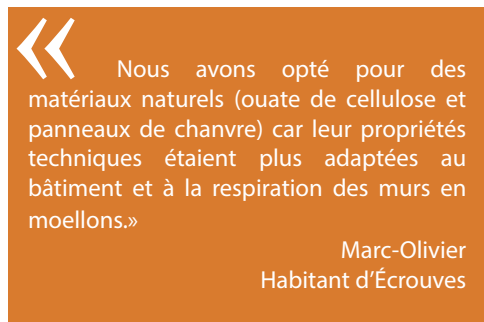 «
Nous avons opté pour des
matériaux naturels (ouate de cellulose et
panneaux de chanvre) car leur propriétés
techniques étaient plus adaptées au
bâtiment et à la respiration des murs en
moellons.»
Marc-Olivier
Habitant d’Écrouves